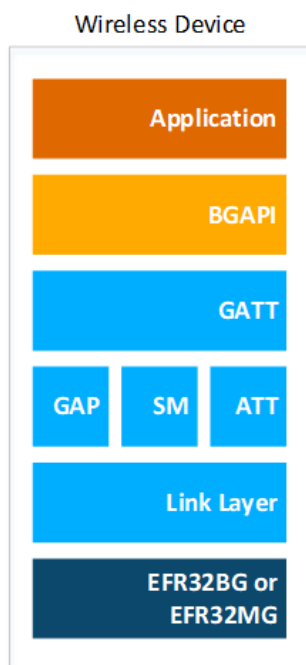 Wireless Device
Application
BGAPI
GATT
GAP SM ATT
Link Layer
EFR32BG or
EFR32MG